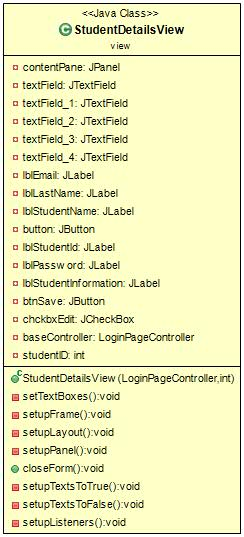 <<Java Class>>
StudentDetailsView
view
contentPane: JPanel
textField: JTextField
textField_1: JTextField
textField_2: JTextField
textField_3: JTextField
textField_4: JTextField
lblEmail: JLabel
lblLastName: JLabel
lblStudentName: JLabel
button: JButton
lblStudentId: JLabel
lblPassword: JLabel
lblStudentInformation: JLabel
btnSave: JButton
chckbxEdit: JCheckBox
baseController: LoginPageController
studentID: int
StudentDetailsView(LoginPageController,int)
setTextBoxes():void
setupFrame():void
setupLayout():void
setupPanel():void
closeForm():void
setupTextsToTrue():void
setupTextsToFalse():void
setupListeners():void